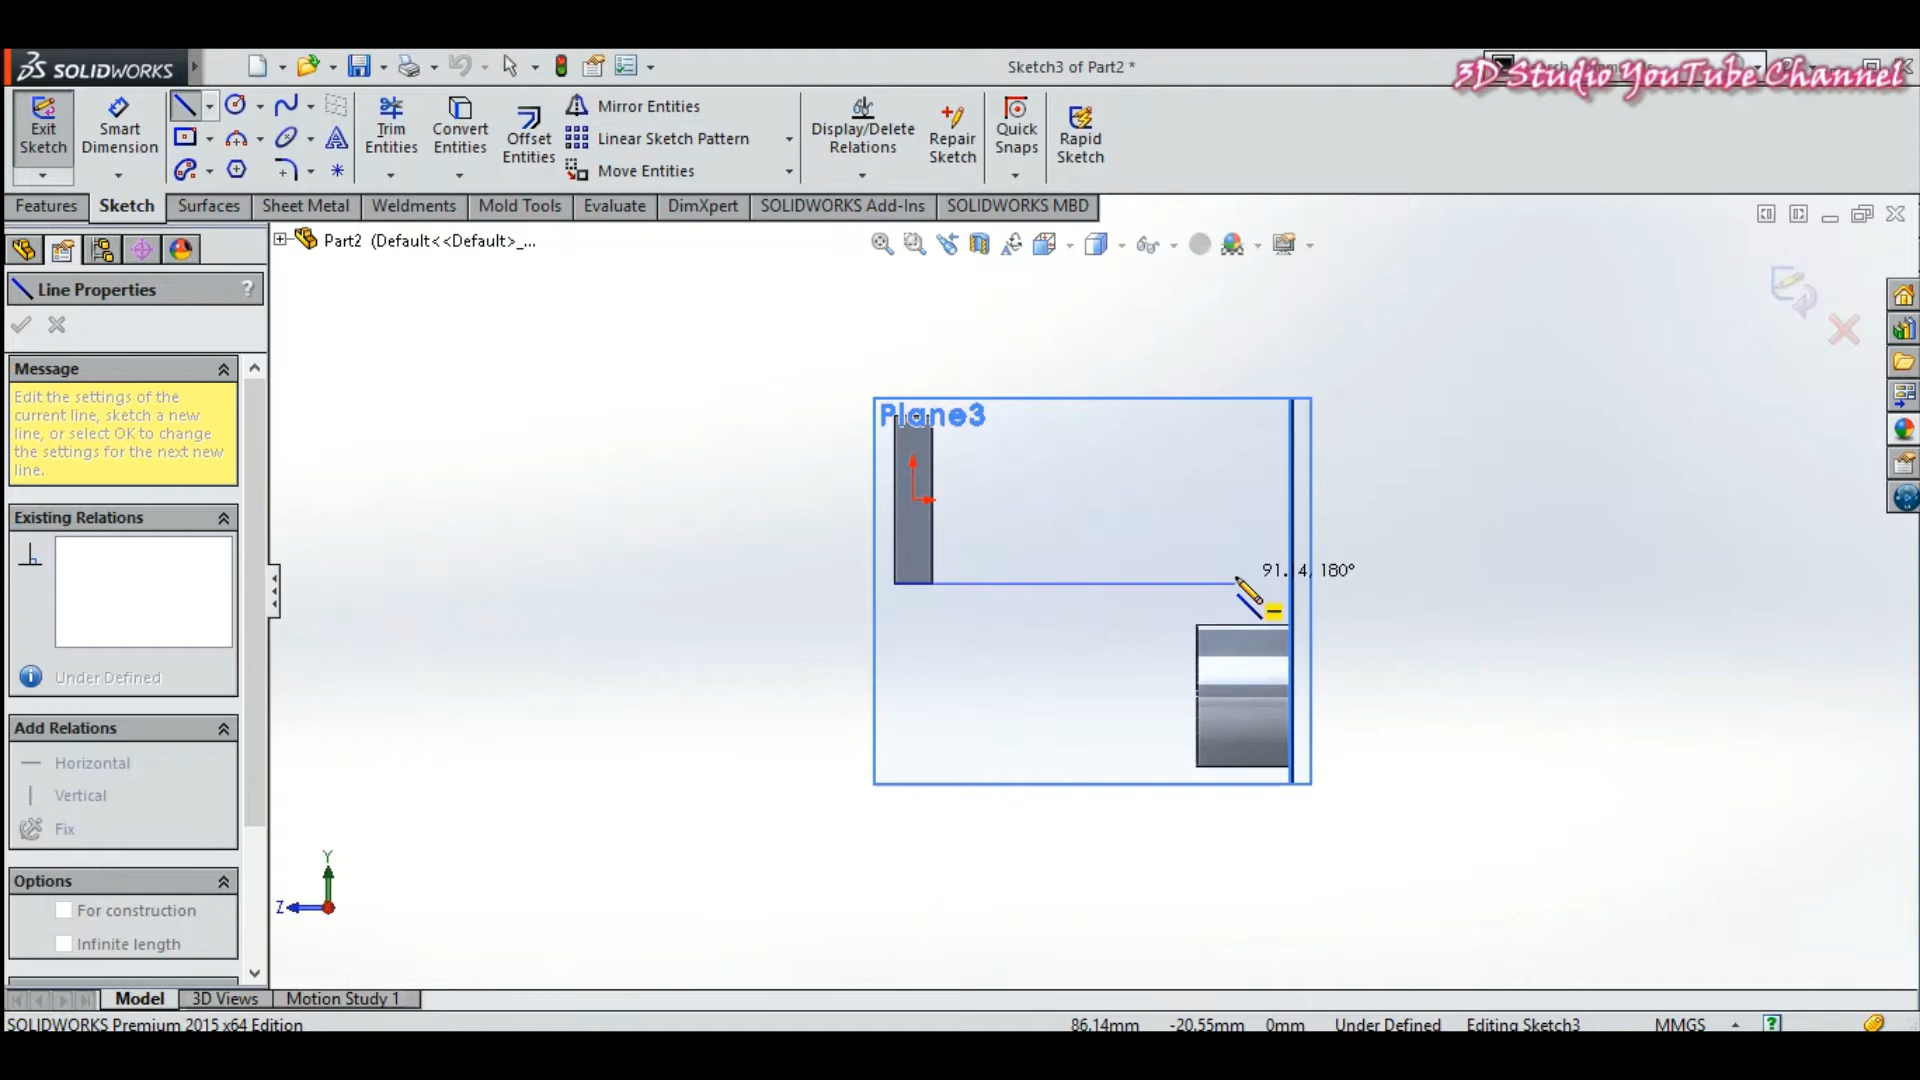 SOLIDWORKS
Sketch3 of Part2 *
3D Studio YouTube Channel
Exit Sketch
Smart Dimension
Trim Entities
Convert Entities
Offset Entities
Mirror Entities
Linear Sketch Pattern
Move Entities
Display/Delete Relations
Repair Sketch
Quick Snaps
Rapid Sketch
Features
Sketch
Surfaces
Sheet Metal
Weldments
Mold Tools
Evaluate
DimXpert
SOLIDWORKS Add-Ins
SOLIDWORKS MBD
Part2 (Default<<Default>_...
Line Properties
?
Message
Edit the settings of the
current line, sketch a new
line, or select OK to change
the settings for the next new
line.
Existing Relations
Under Defined
Add Relations
Horizontal
Vertical
Fix
Options
For construction
Infinite length
Plane3
180°
Y
Z
Model
3D Views
Motion Study 1
SOLIDWORKS Premium 2015 x64 Edition
86.14mm
-20.55mm
0mm
Under Defined
Editing Sketch3
MMGS
?